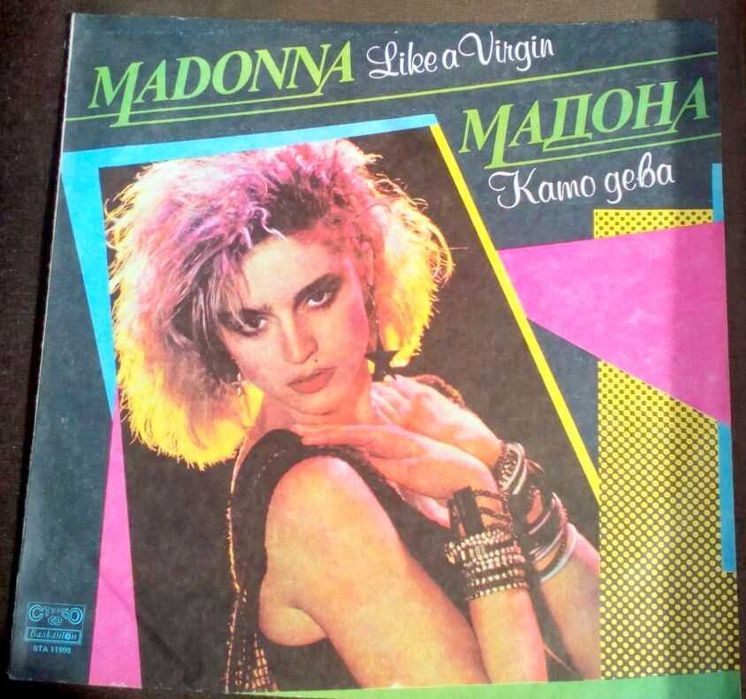 MADONNA Like a Virgin
МАДОНА
Като дева
СТЕРЕО
Балкантон
ВТА 11999